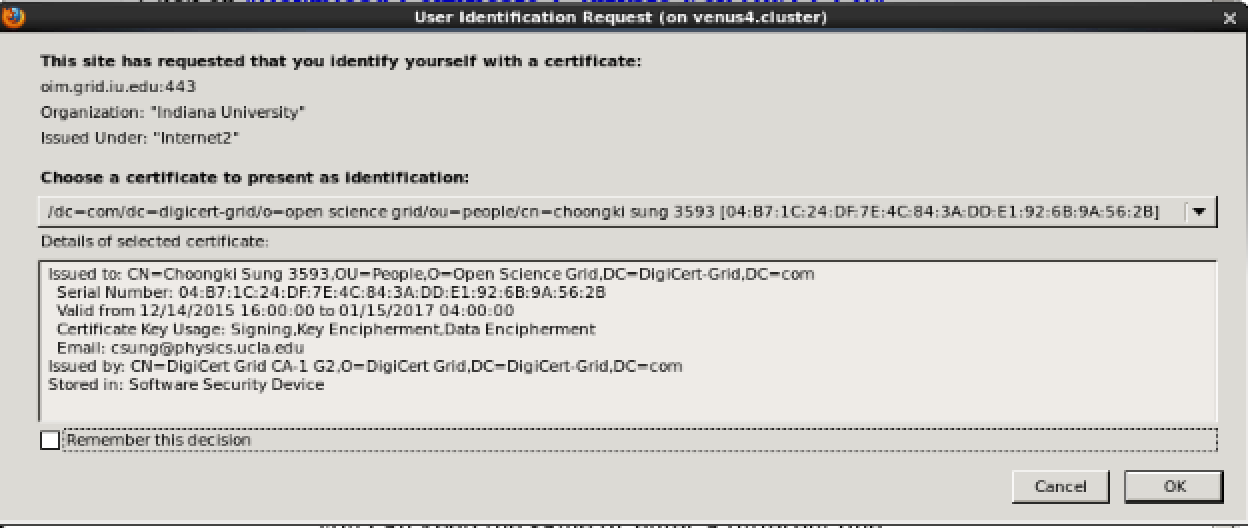 User Identification Request (on venus4.cluster)
This site has requested that you identify yourself with a certificate:
oim.grid.iu.edu:443
Organization: "Indiana University"
Issued Under: "Internet2"
Choose a certificate to present as identification:
/dc=com/dc=digicert-grid/o=open science grid/ou=people/cn=choongki sung 3593 [04:B7:1C:24:DF:7E:4C:84:3A:DD:E1:92:6B:9A:56:2B]
Details of selected certificate:
Issued to: CN=Choongki Sung 3593,OU=People,O=Open Science Grid,DC=DigiCert-Grid,DC=com
Serial Number: 04:B7:1C:24:DF:7E:4C:84:3A:DD:E1:92:6B:9A:56:2B
Valid from 12/14/2015 16:00:00 to 01/15/2017 04:00:00
Certificate Key Usage: Signing,Key Encipherment,Data Encipherment
Email: csung@physics.ucla.edu
Issued by: CN=DigiCert Grid CA-1 G2,O=DigiCert Grid,DC=DigiCert-Grid,DC=com
Stored in: Software Security Device
Remember this decision
Cancel OK